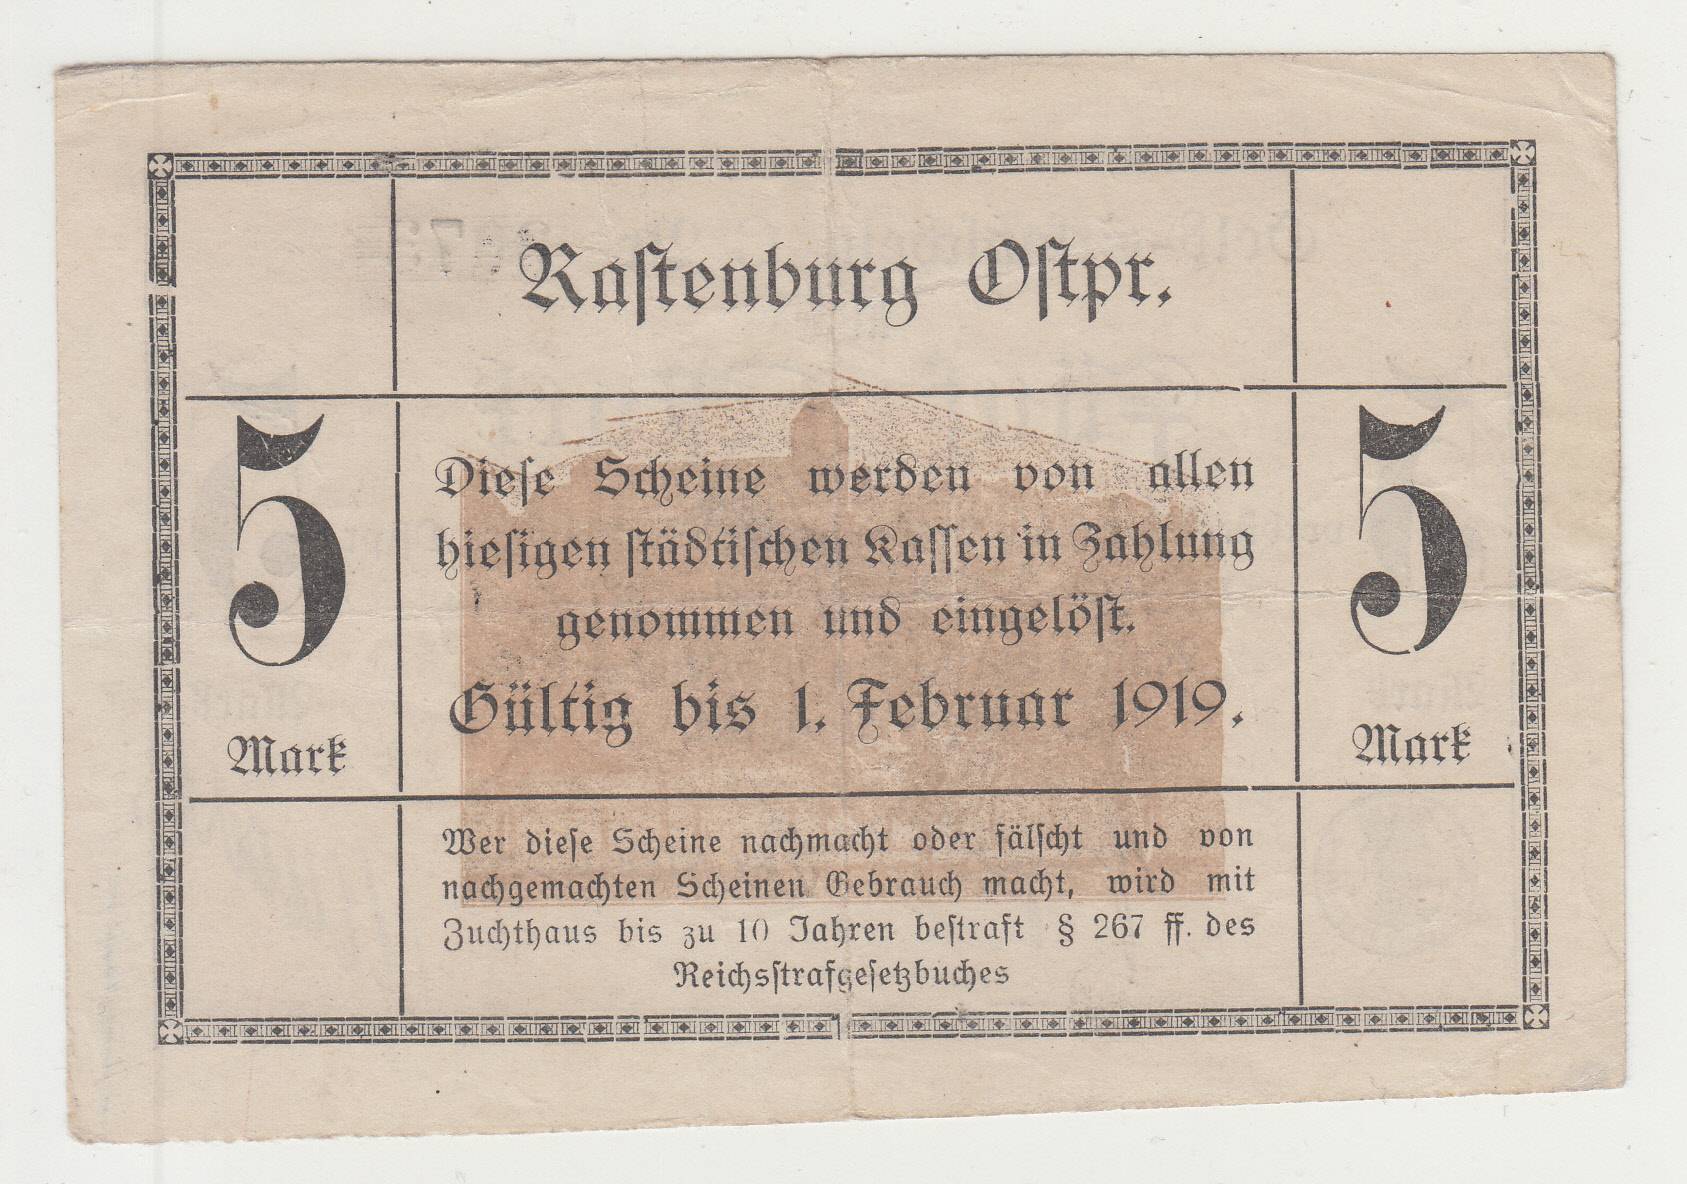 Rastenburg Ostpr.
5
Mark
Diese Scheine werden von allen
hiesigen städtischen Kassen in Zahlung
genommen und eingelöst.
Gültig bis 1. Februar 1919.
5
Mark
Wer diese Scheine nachmacht oder fälscht und von
nachgemachten Scheinen Gebrauch macht, wird mit
Zuchthaus bis zu 10 Jahren bestraft § 267 ff. des
Reichsstrafgesetzbuches